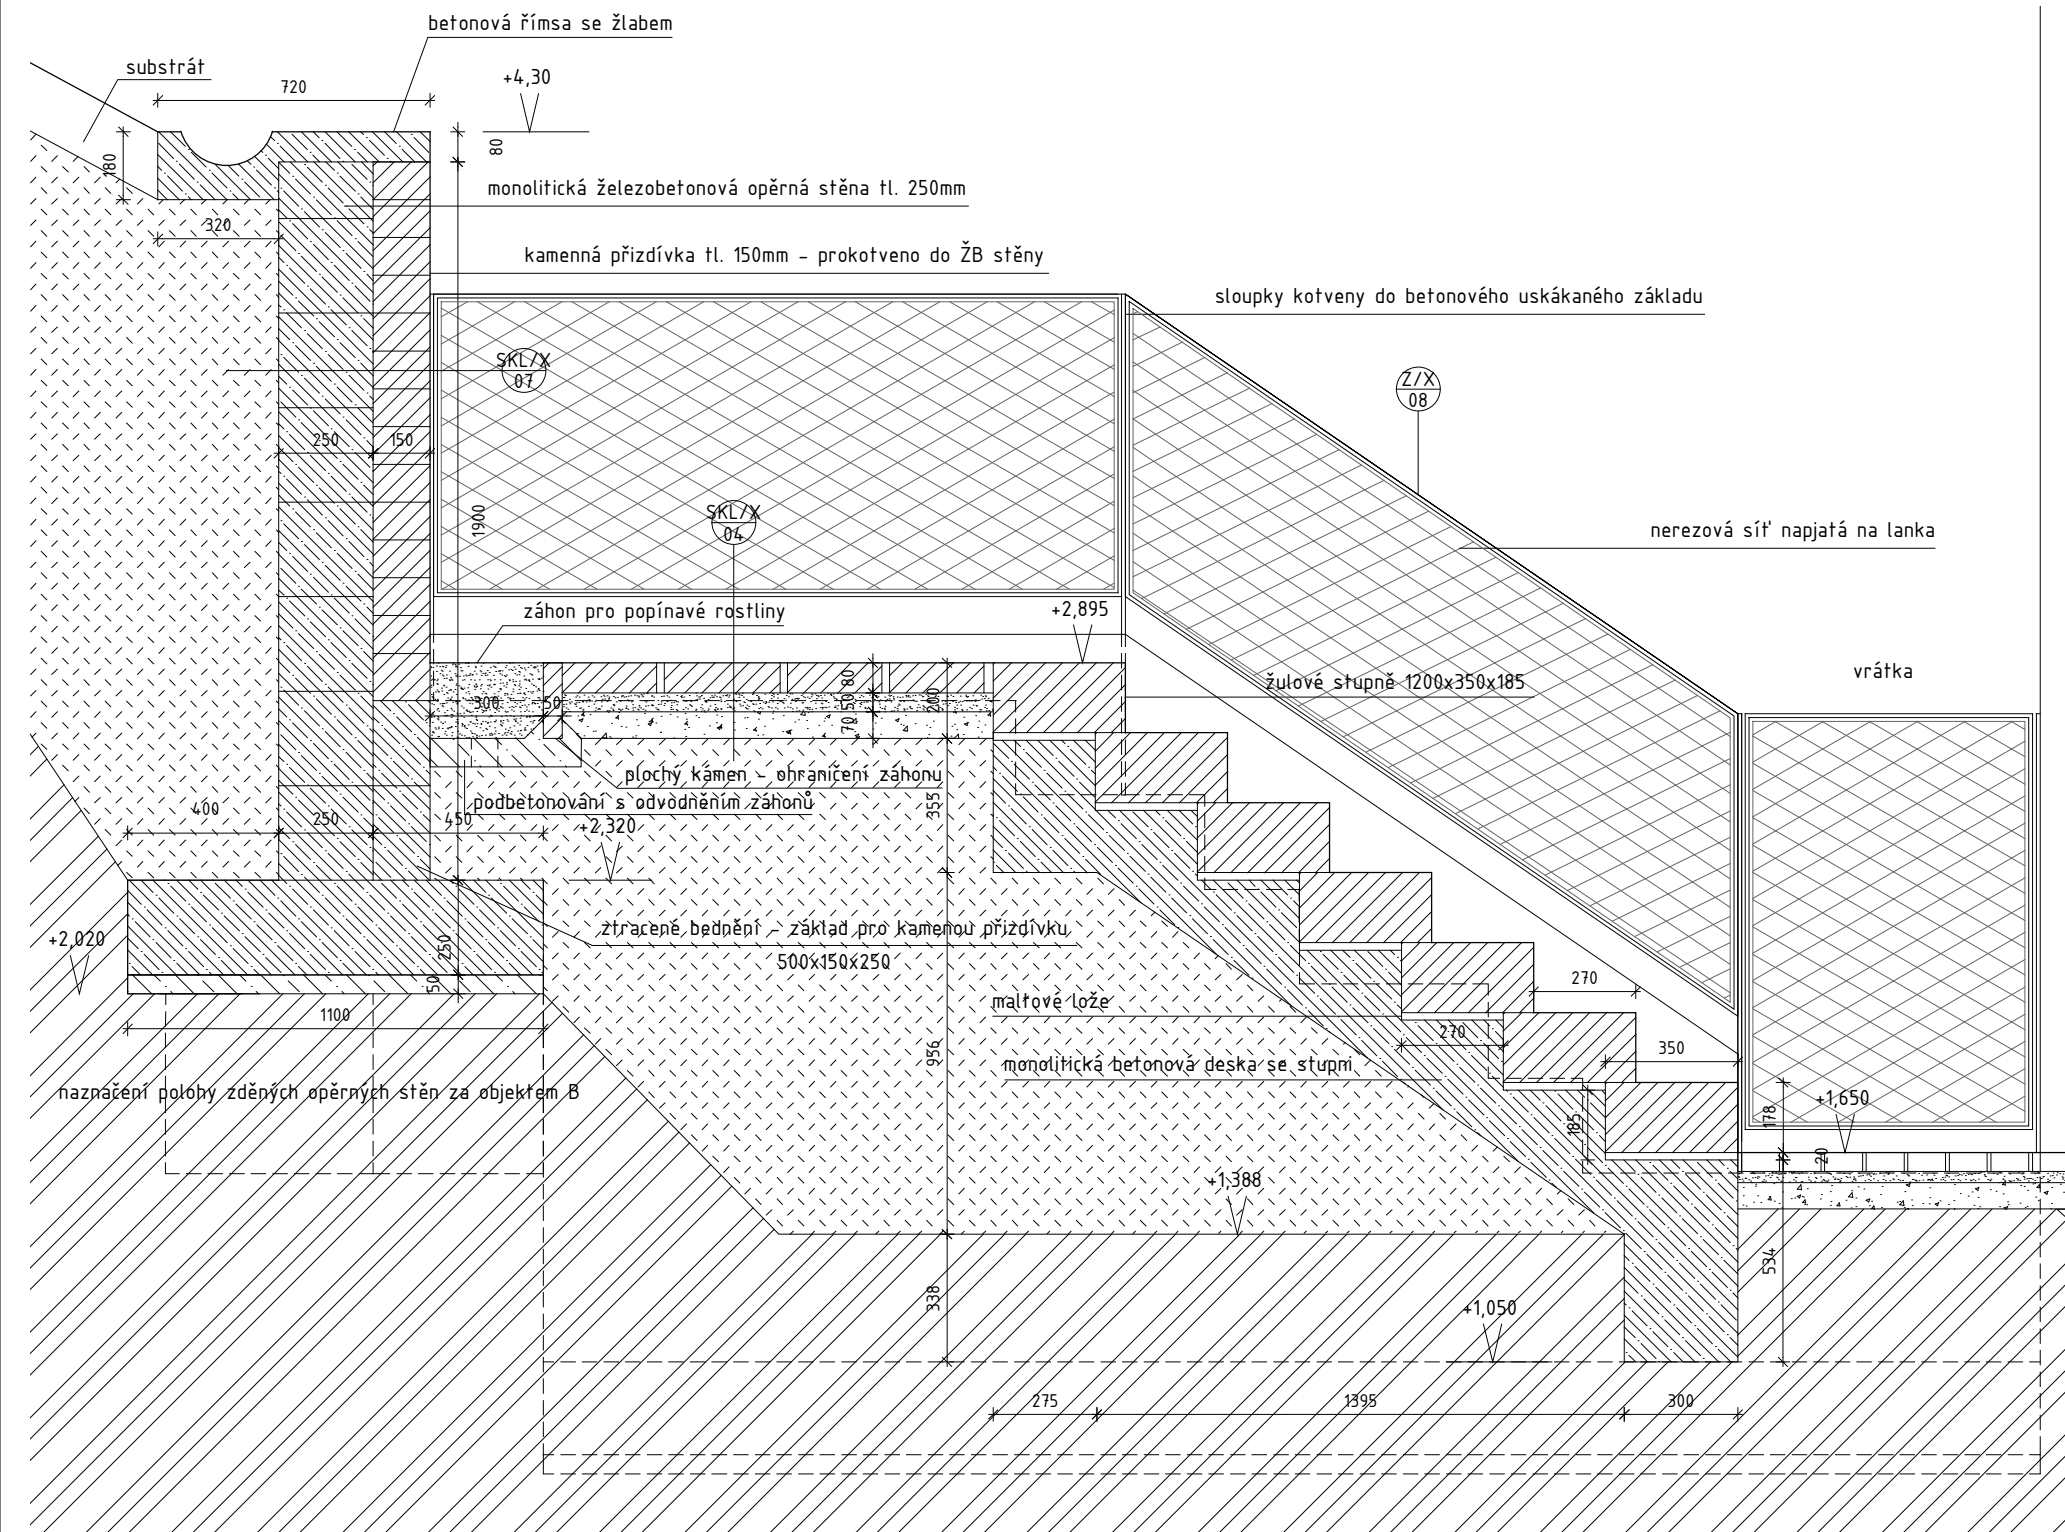 betonová římsa se žlabem
substrát
+4,30
720
80
180
monolitická železobetonová opěrná stěna tl. 250mm
320
kamenná přizdívka tl. 150mm - prokotveno do ŽB stěny
sloupky kotveny do betonového uskákaného základu
SKL/X
07
Z/X
08
250
150
1900
SKL/X
04
nerezová síť napjatá na lanka
záhon pro popínavé rostliny
+2,895
vrátka
žulové stupně 1200x350x185
80
50
70
200
300
50
plochý kámen - ohraničení záhonu
podbetonování s odvodněním záhonů
400
250
450
+2,320
355
ztracené bednění - základ pro kamenou přizdívku
500x150x250
+2,020
250
50
270
maltové lože
1100
270
350
956
monolitická betonová deska se stupni
naznačení polohy zděných opěrných stěn za objektem B
+1,650
178
185
20
+1,388
534
338
+1,050
275
1395
300